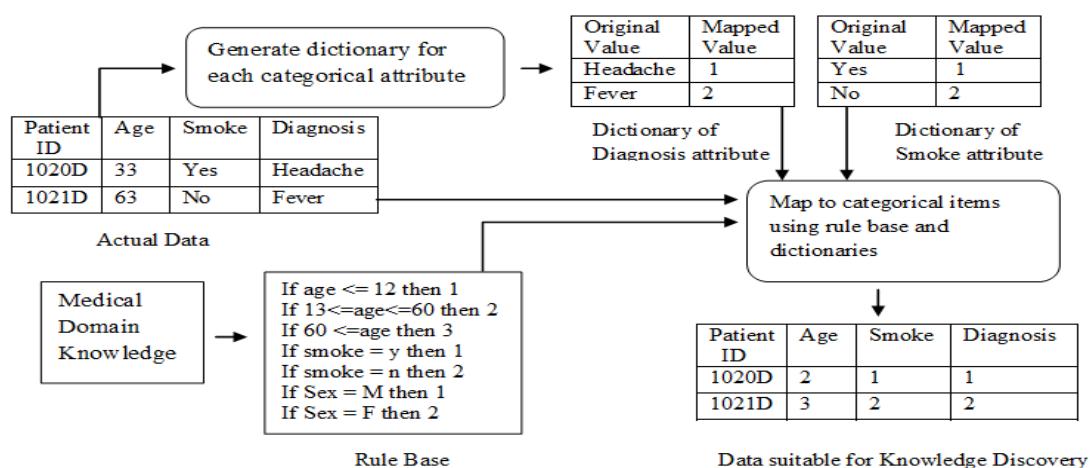 Generate dictionary for
each categorical attribute
Original Value Mapped Value
Headache 1
Fever 2
Dictionary of
Diagnosis attribute
Original Value Mapped Value
Yes 1
No 2
Dictionary of
Smoke attribute
Patient ID Age Smoke Diagnosis
1020D 33 Yes Headache
1021D 63 No Fever
Actual Data
Map to categorical items
using rule base and
dictionaries
Medical
Domain
Knowledge
If age <= 12 then 1
If 13<=age<=60 then 2
If 60 <=age then 3
If smoke = y then 1
If smoke = n then 2
If Sex = M then 1
If Sex = F then 2
Rule Base
Patient ID Age Smoke Diagnosis
1020D 2 1 1
1021D 3 2 2
Data suitable for Knowledge Discovery